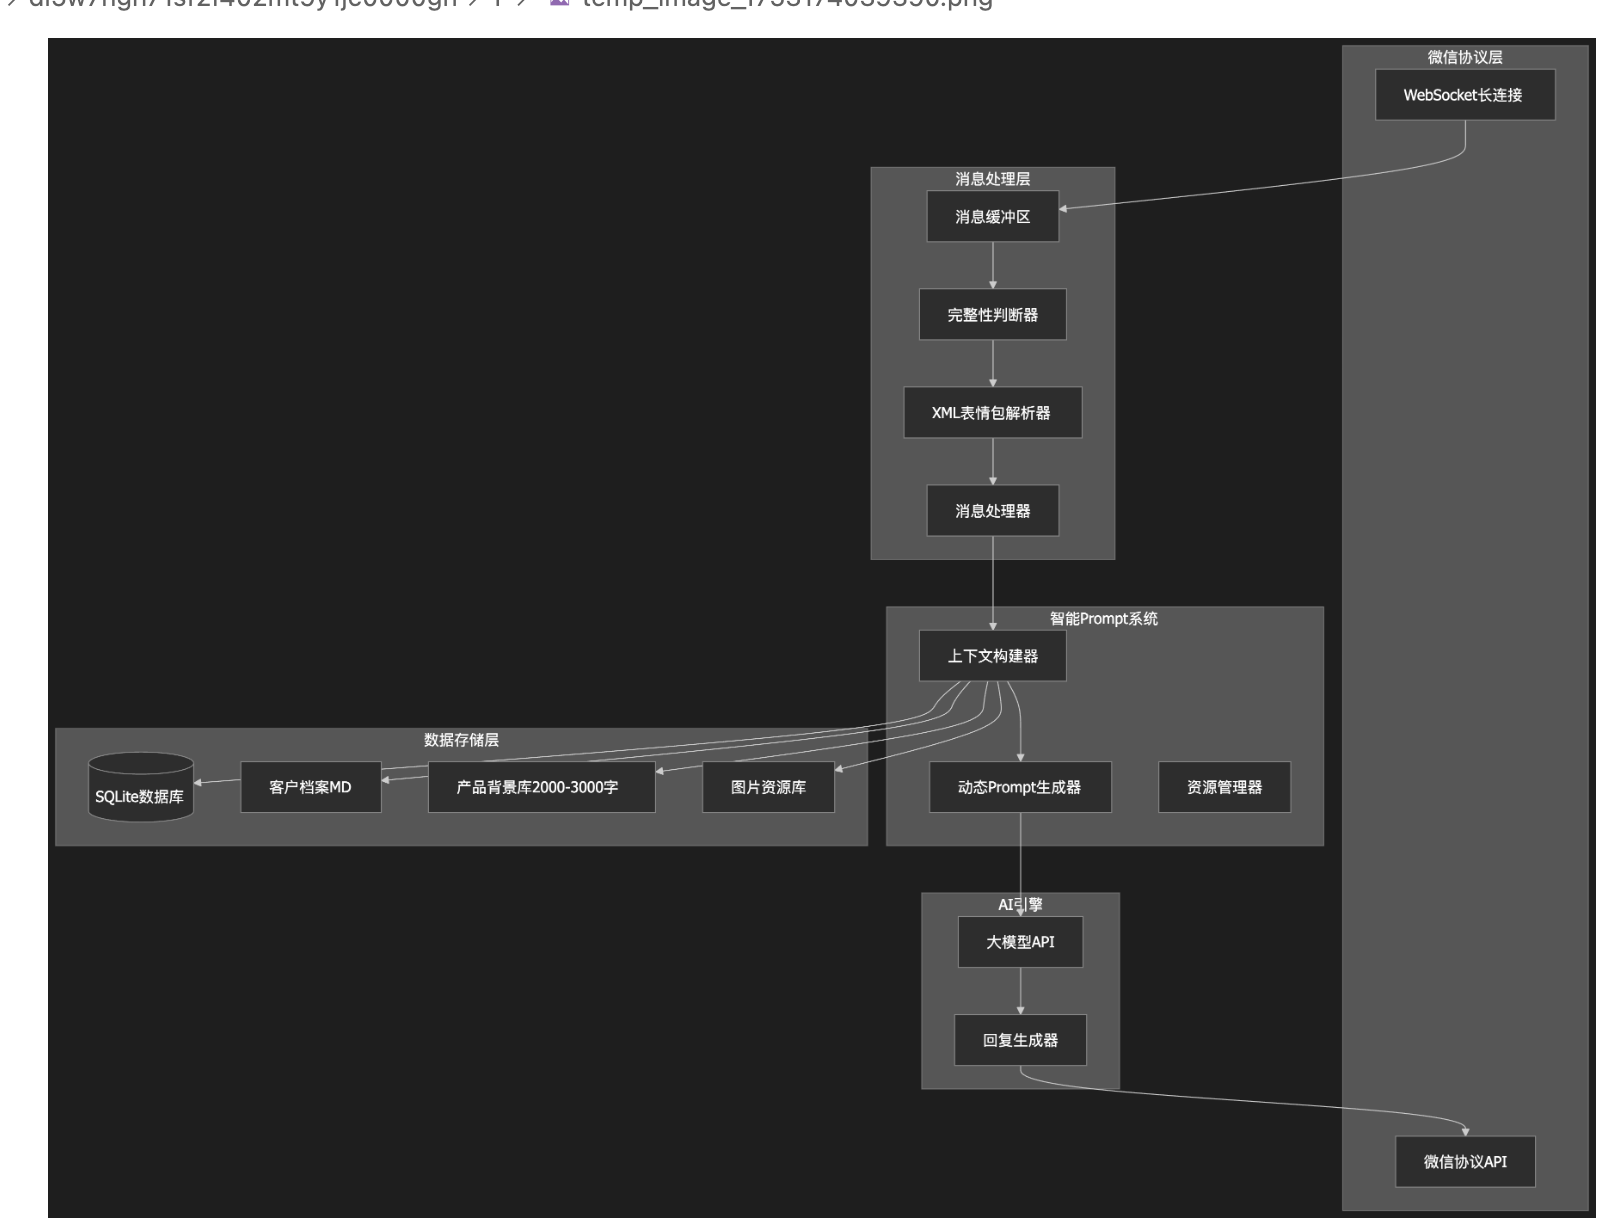 temp_image_1753174039390.png
微信协议层
WebSocket长连接
消息处理层
消息缓冲区
完整性判断器
XML表情包解析器
消息处理器
智能Prompt系统
上下文构建器
数据存储层
SQLite数据库
客户档案MD
产品背景库2000-3000字
图片资源库
动态Prompt生成器
资源管理器
AI引擎
大模型API
回复生成器
微信协议API